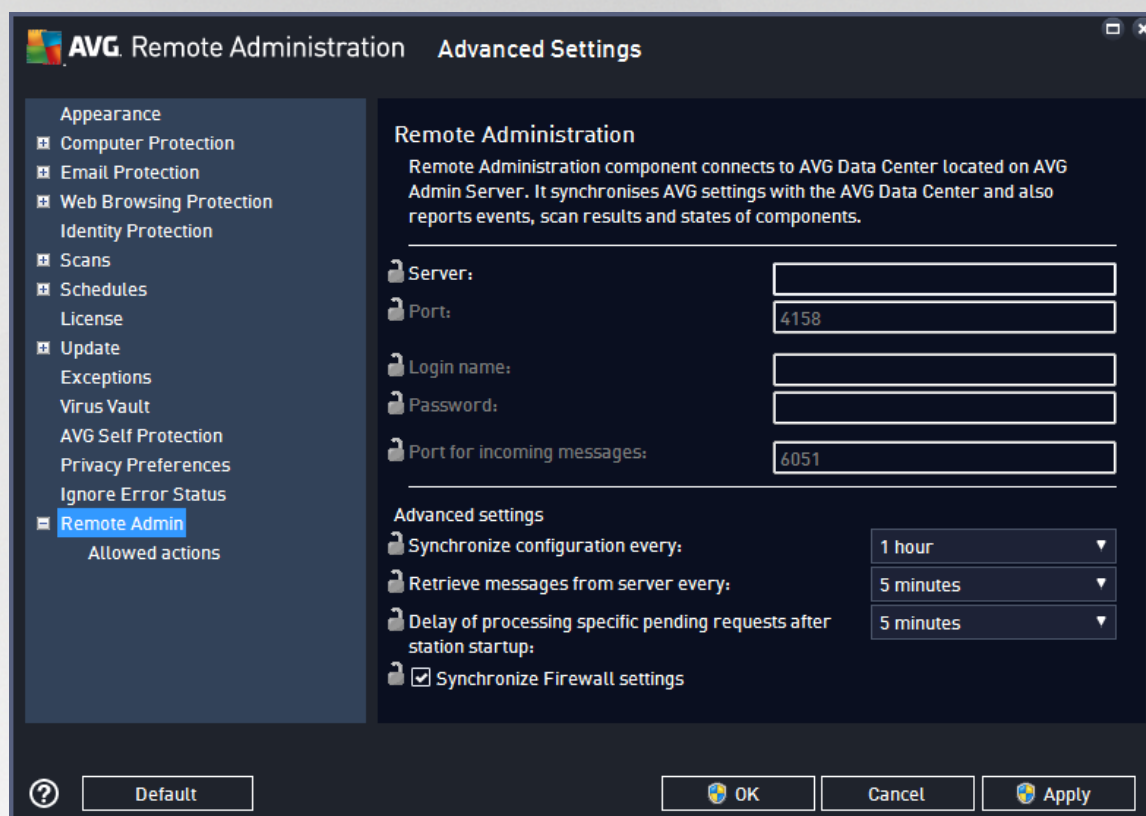 AVG. Remote Administration Advanced Settings
Appearance
Computer Protection
Email Protection
Web Browsing Protection
Identity Protection
Scans
Schedules
License
Update
Exceptions
Virus Vault
AVG Self Protection
Privacy Preferences
Ignore Error Status
Remote Admin
Allowed actions
Remote Administration
Remote Administration component connects to AVG Data Center located on AVG
Admin Server. It synchronises AVG settings with the AVG Data Center and also
reports events, scan results and states of components.
Server:
Port: 4158
Login name:
Password:
Port for incoming messages: 6051
Advanced settings
Synchronize configuration every: 1 hour
Retrieve messages from server every: 5 minutes
Delay of processing specific pending requests after 5 minutes
station startup:
Synchronize Firewall settings
Default OK Cancel Apply